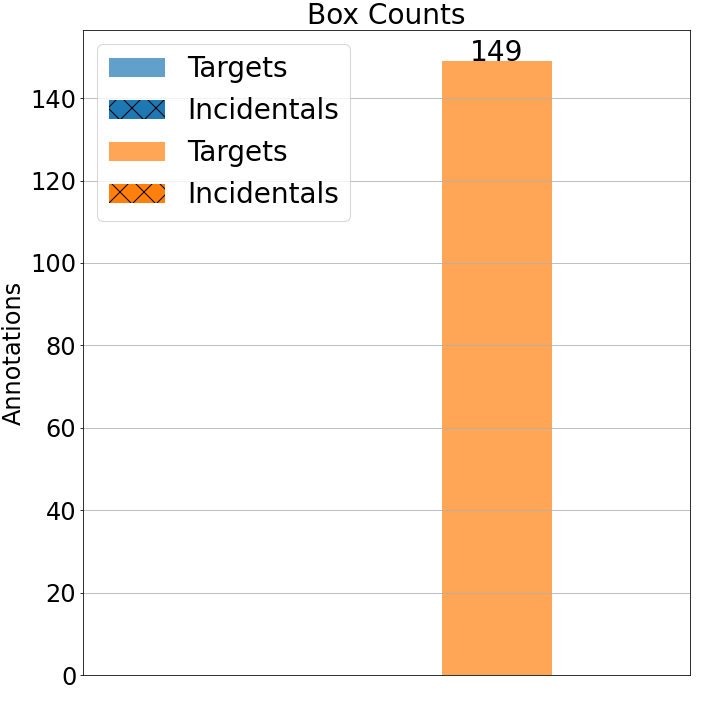 Box Counts
149
Targets
Incidentals
Targets
Incidentals
Annotations
140
120
100
80
60
40
20
0